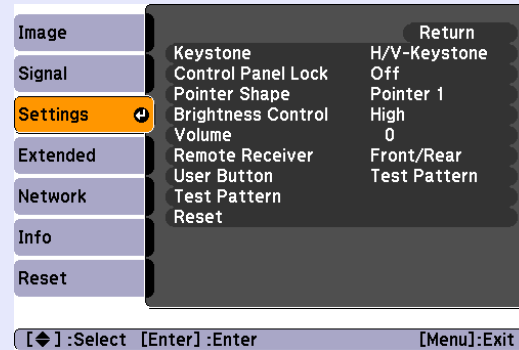 Image
Signal
Settings
Extended
Network
Info
Reset
Return
Keystone H/V-Keystone
Control Panel Lock Off
Pointer Shape Pointer 1
Brightness Control High
Volume 0
Remote Receiver Front/Rear
User Button Test Pattern
Test Pattern
Reset
[ ] :Select [Enter] :Enter [Menu]:Exit